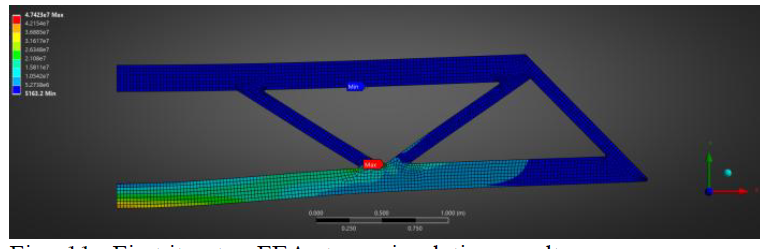 4.7423e7 Max
4.2154e7
3.6885e7
3.1617e7
2.6348e7
2.108e7
1.5811e7
1.0542e7
5.2738e6
5163.2 Min
Min
Max
0.000 0.500 1.000 (m)
0.250 0.750